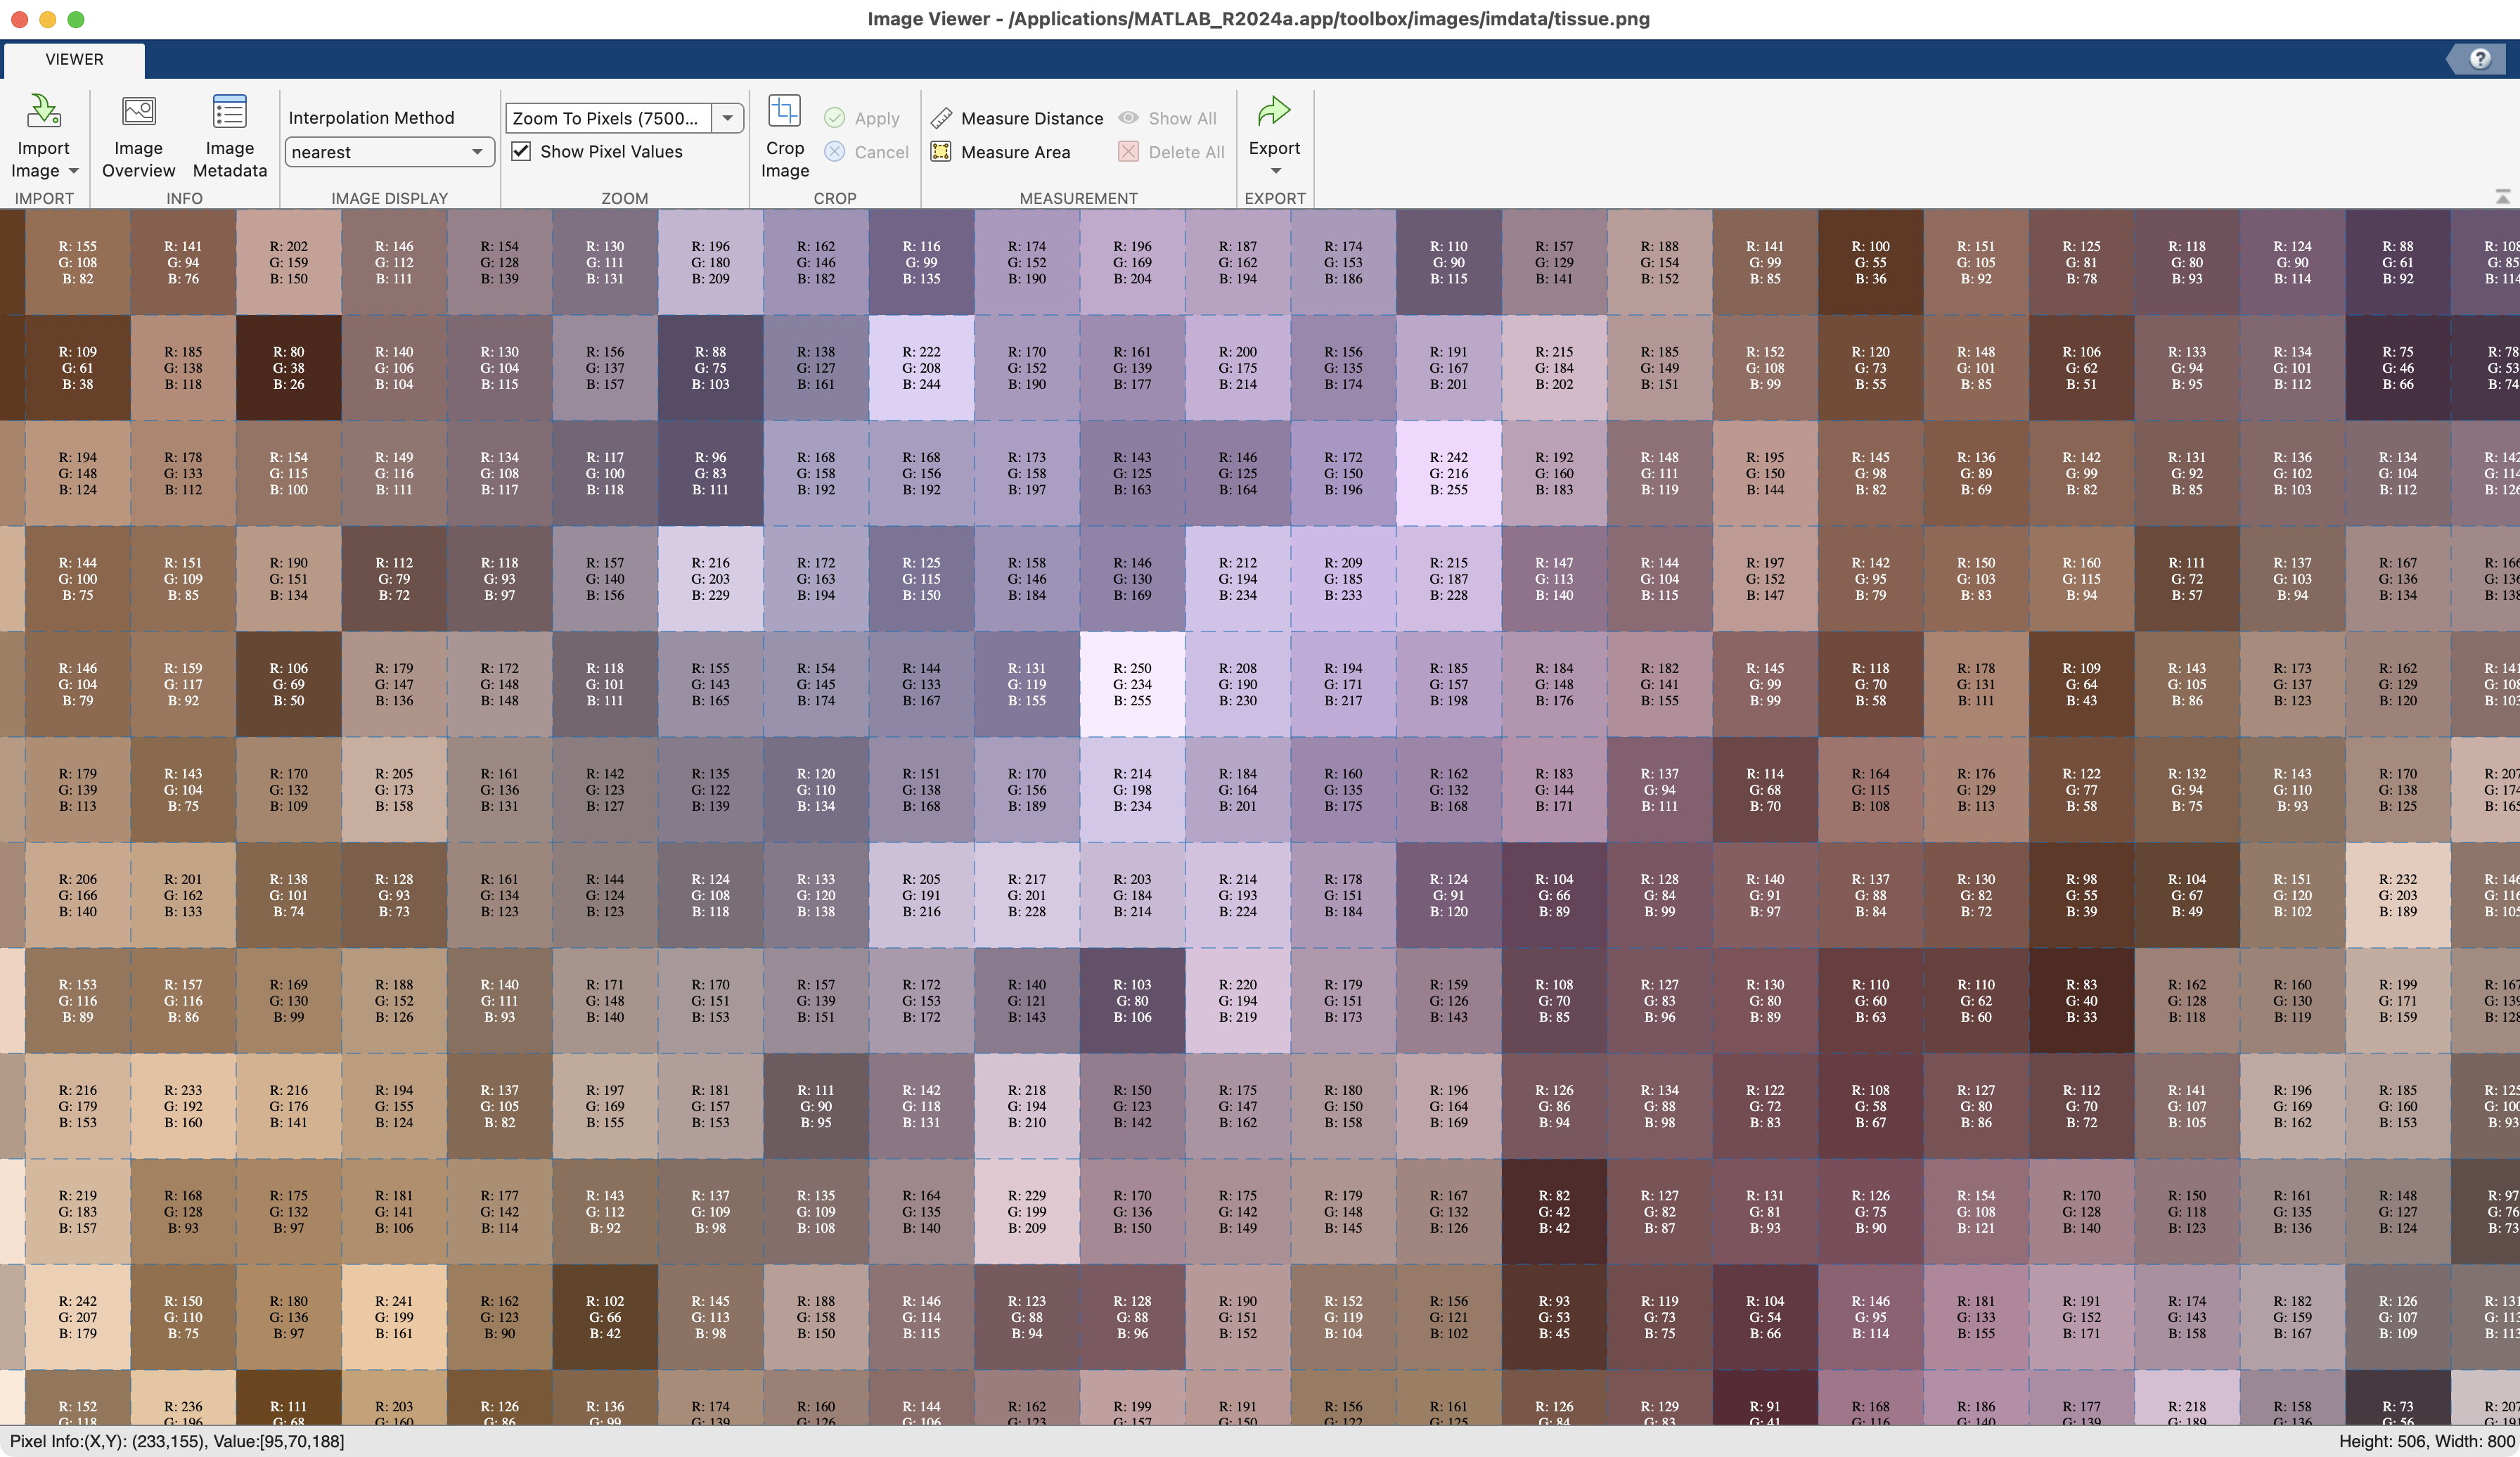 Image Viewer - /Applications/MATLAB_R2024a.app/toolbox/images/imdata/tissue.png
VIEWER
?
Import Image
Image Overview
Image Metadata
Interpolation Method
nearest
Zoom To Pixels (7500...
Show Pixel Values
Crop Image
Apply
Cancel
Measure Distance
Measure Area
Show All
Delete All
Export
IMPORT INFO IMAGE DISPLAY ZOOM CROP MEASUREMENT EXPORT
R: 155 R: 141 R: 202 R: 146 R: 154 R: 130 R: 196 R: 162 R: 116 R: 174 R: 196 R: 187 R: 174 R: 110 R: 157 R: 188 R: 141 R: 100 R: 151 R: 125 R: 118 R: 124 R: 88 R: 108
G: 108 G: 94 G: 159 G: 112 G: 128 G: 111 G: 180 G: 146 G: 99 G: 152 G: 169 G: 162 G: 153 G: 90 G: 129 G: 154 G: 99 G: 55 G: 105 G: 81 G: 80 G: 90 G: 61 G: 85
B: 82 B: 76 B: 150 B: 111 B: 139 B: 131 B: 209 B: 182 B: 135 B: 190 B: 204 B: 194 B: 186 B: 115 B: 141 B: 152 B: 85 B: 36 B: 92 B: 78 B: 93 B: 114 B: 92 B: 114
R: 109 R: 185 R: 80 R: 140 R: 130 R: 156 R: 88 R: 138 R: 222 R: 170 R: 161 R: 200 R: 156 R: 191 R: 215 R: 185 R: 152 R: 120 R: 148 R: 106 R: 133 R: 134 R: 75 R: 78
G: 61 G: 138 G: 38 G: 106 G: 104 G: 137 G: 75 G: 127 G: 208 G: 152 G: 139 G: 175 G: 135 G: 167 G: 184 G: 149 G: 108 G: 73 G: 101 G: 62 G: 94 G: 101 G: 46 G: 53
B: 38 B: 118 B: 26 B: 104 B: 115 B: 157 B: 103 B: 161 B: 244 B: 190 B: 177 B: 214 B: 174 B: 201 B: 202 B: 151 B: 99 B: 55 B: 85 B: 51 B: 95 B: 112 B: 66 B: 74
R: 194 R: 178 R: 154 R: 149 R: 134 R: 117 R: 96 R: 168 R: 168 R: 173 R: 143 R: 146 R: 172 R: 242 R: 192 R: 148 R: 195 R: 145 R: 136 R: 142 R: 131 R: 136 R: 134 R: 142
G: 148 G: 133 G: 115 G: 116 G: 108 G: 100 G: 83 G: 158 G: 156 G: 158 G: 125 G: 125 G: 150 G: 216 G: 160 G: 111 G: 150 G: 98 G: 89 G: 99 G: 92 G: 102 G: 104 G: 114
B: 124 B: 112 B: 100 B: 111 B: 117 B: 118 B: 111 B: 192 B: 192 B: 197 B: 163 B: 164 B: 196 B: 255 B: 183 B: 119 B: 144 B: 82 B: 69 B: 82 B: 85 B: 103 B: 112 B: 126
R: 144 R: 151 R: 190 R: 112 R: 118 R: 157 R: 216 R: 172 R: 125 R: 158 R: 146 R: 212 R: 209 R: 215 R: 147 R: 144 R: 197 R: 142 R: 150 R: 160 R: 111 R: 137 R: 167 R: 166
G: 100 G: 109 G: 151 G: 79 G: 93 G: 140 G: 203 G: 163 G: 115 G: 146 G: 130 G: 194 G: 185 G: 187 G: 113 G: 104 G: 152 G: 95 G: 103 G: 115 G: 72 G: 103 G: 136 G: 136
B: 75 B: 85 B: 134 B: 72 B: 97 B: 156 B: 229 B: 194 B: 150 B: 184 B: 169 B: 234 B: 233 B: 228 B: 140 B: 115 B: 147 B: 79 B: 83 B: 94 B: 57 B: 94 B: 134 B: 138
R: 146 R: 159 R: 106 R: 179 R: 172 R: 118 R: 155 R: 154 R: 144 R: 131 R: 250 R: 208 R: 194 R: 185 R: 184 R: 182 R: 145 R: 118 R: 178 R: 109 R: 143 R: 173 R: 162 R: 141
G: 104 G: 117 G: 69 G: 147 G: 148 G: 101 G: 143 G: 145 G: 133 G: 119 G: 234 G: 190 G: 171 G: 157 G: 148 G: 141 G: 99 G: 70 G: 131 G: 64 G: 105 G: 137 G: 129 G: 108
B: 79 B: 92 B: 50 B: 136 B: 148 B: 111 B: 165 B: 174 B: 167 B: 155 B: 255 B: 230 B: 217 B: 198 B: 176 B: 155 B: 99 B: 58 B: 111 B: 43 B: 86 B: 123 B: 120 B: 103
R: 179 R: 143 R: 170 R: 205 R: 161 R: 142 R: 135 R: 120 R: 151 R: 170 R: 214 R: 184 R: 160 R: 162 R: 183 R: 137 R: 114 R: 164 R: 176 R: 122 R: 132 R: 143 R: 170 R: 207
G: 139 G: 104 G: 132 G: 173 G: 136 G: 123 G: 122 G: 110 G: 138 G: 156 G: 198 G: 164 G: 135 G: 132 G: 144 G: 94 G: 68 G: 115 G: 129 G: 77 G: 94 G: 110 G: 138 G: 174
B: 113 B: 75 B: 109 B: 158 B: 131 B: 127 B: 139 B: 134 B: 168 B: 189 B: 234 B: 201 B: 175 B: 168 B: 171 B: 111 B: 70 B: 108 B: 113 B: 58 B: 75 B: 93 B: 125 B: 165
R: 206 R: 201 R: 138 R: 128 R: 161 R: 144 R: 124 R: 133 R: 205 R: 217 R: 203 R: 214 R: 178 R: 124 R: 104 R: 128 R: 140 R: 137 R: 130 R: 98 R: 104 R: 151 R: 232 R: 146
G: 166 G: 162 G: 101 G: 93 G: 134 G: 124 G: 108 G: 120 G: 191 G: 201 G: 184 G: 193 G: 151 G: 91 G: 66 G: 84 G: 91 G: 88 G: 82 G: 55 G: 67 G: 120 G: 203 G: 116
B: 140 B: 133 B: 74 B: 73 B: 123 B: 123 B: 118 B: 138 B: 216 B: 228 B: 214 B: 224 B: 184 B: 120 B: 89 B: 99 B: 97 B: 84 B: 72 B: 39 B: 49 B: 102 B: 189 B: 105
R: 153 R: 157 R: 169 R: 188 R: 140 R: 171 R: 170 R: 157 R: 172 R: 140 R: 103 R: 220 R: 179 R: 159 R: 108 R: 127 R: 130 R: 110 R: 110 R: 83 R: 162 R: 160 R: 199 R: 167
G: 116 G: 116 G: 130 G: 152 G: 111 G: 148 G: 151 G: 139 G: 153 G: 121 G: 80 G: 194 G: 151 G: 126 G: 70 G: 83 G: 80 G: 60 G: 62 G: 40 G: 128 G: 130 G: 171 G: 139
B: 89 B: 86 B: 99 B: 126 B: 93 B: 140 B: 153 B: 151 B: 172 B: 143 B: 106 B: 219 B: 173 B: 143 B: 85 B: 96 B: 89 B: 63 B: 60 B: 33 B: 118 B: 119 B: 159 B: 128
R: 216 R: 233 R: 216 R: 194 R: 137 R: 197 R: 181 R: 111 R: 142 R: 218 R: 150 R: 175 R: 180 R: 196 R: 126 R: 134 R: 122 R: 108 R: 127 R: 112 R: 141 R: 196 R: 185 R: 125
G: 179 G: 192 G: 176 G: 155 G: 105 G: 169 G: 157 G: 90 G: 118 G: 194 G: 123 G: 147 G: 150 G: 164 G: 86 G: 88 G: 72 G: 58 G: 80 G: 70 G: 107 G: 169 G: 160 G: 100
B: 153 B: 160 B: 141 B: 124 B: 82 B: 155 B: 153 B: 95 B: 131 B: 210 B: 142 B: 162 B: 158 B: 169 B: 94 B: 98 B: 83 B: 67 B: 86 B: 72 B: 105 B: 162 B: 153 B: 93
R: 219 R: 168 R: 175 R: 181 R: 177 R: 143 R: 137 R: 135 R: 164 R: 229 R: 170 R: 175 R: 179 R: 167 R: 82 R: 127 R: 131 R: 126 R: 154 R: 170 R: 150 R: 161 R: 148 R: 97
G: 183 G: 128 G: 132 G: 141 G: 142 G: 112 G: 109 G: 109 G: 135 G: 199 G: 136 G: 142 G: 148 G: 132 G: 42 G: 82 G: 81 G: 75 G: 108 G: 128 G: 118 G: 135 G: 127 G: 76
B: 157 B: 93 B: 97 B: 106 B: 114 B: 92 B: 98 B: 108 B: 140 B: 209 B: 150 B: 149 B: 145 B: 126 B: 42 B: 87 B: 93 B: 90 B: 121 B: 140 B: 123 B: 136 B: 124 B: 73
R: 242 R: 150 R: 180 R: 241 R: 162 R: 102 R: 145 R: 188 R: 146 R: 123 R: 128 R: 190 R: 152 R: 156 R: 93 R: 119 R: 104 R: 146 R: 181 R: 191 R: 174 R: 182 R: 126 R: 131
G: 207 G: 110 G: 136 G: 199 G: 123 G: 66 G: 113 G: 158 G: 114 G: 88 G: 88 G: 151 G: 119 G: 121 G: 53 G: 73 G: 54 G: 95 G: 133 G: 152 G: 143 G: 159 G: 107 G: 113
B: 179 B: 75 B: 97 B: 161 B: 90 B: 42 B: 98 B: 150 B: 115 B: 94 B: 96 B: 152 B: 104 B: 102 B: 45 B: 75 B: 66 B: 114 B: 155 B: 171 B: 158 B: 167 B: 109 B: 113
R: 152 R: 236 R: 111 R: 203 R: 126 R: 136 R: 174 R: 160 R: 144 R: 162 R: 199 R: 191 R: 156 R: 161 R: 126 R: 129 R: 91 R: 168 R: 186 R: 177 R: 218 R: 158 R: 73 R: 207
G: 118 G: 196 G: 68 G: 160 G: 86 G: 99 G: 139 G: 126 G: 106 G: 123 G: 157 G: 150 G: 122 G: 125 G: 84 G: 83 G: 41 G: 116 G: 140 G: 139 G: 189 G: 136 G: 56
Pixel Info:(X,Y): (233,155), Value:[95,70,188]
Height: 506, Width: 800